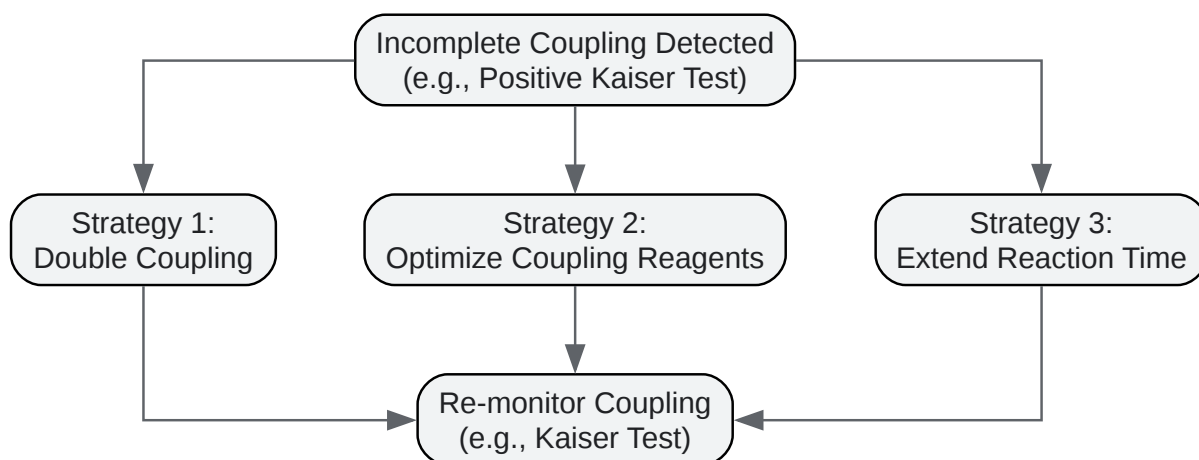 Incomplete Coupling Detected
(e.g., Positive Kaiser Test)
Strategy 1:
Double Coupling
Strategy 2:
Optimize Coupling Reagents
Strategy 3:
Extend Reaction Time
Re-monitor Coupling
(e.g., Kaiser Test)